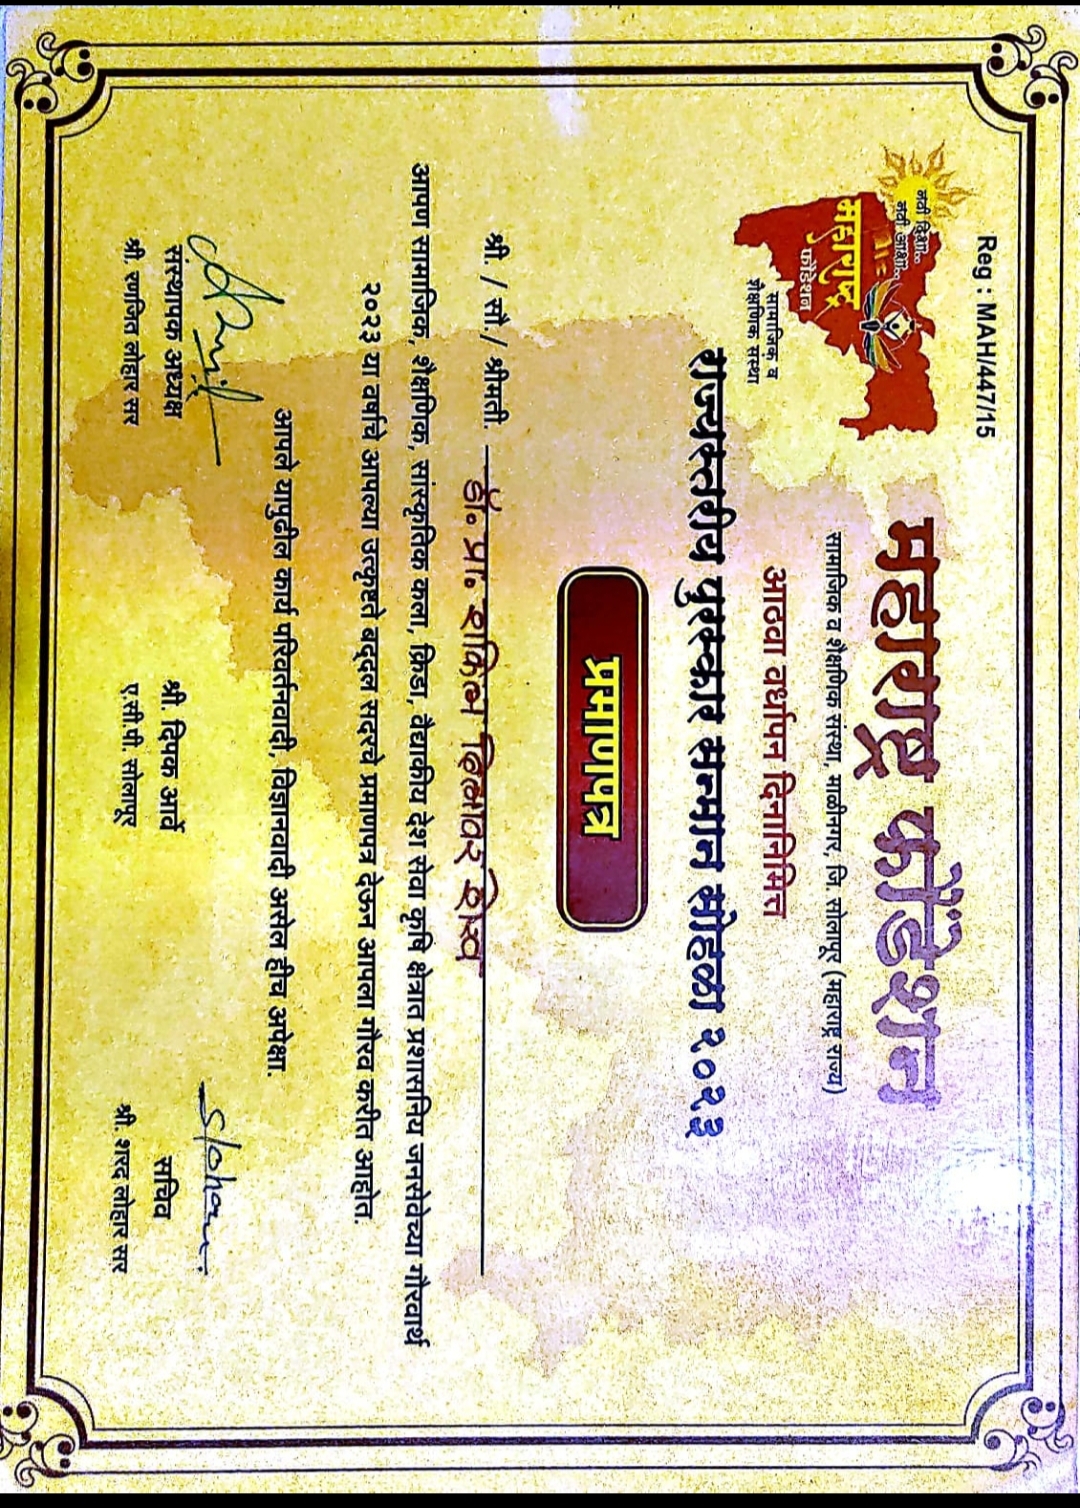 Reg : MAH/447/15
नवी दिशा..
नवी आशा..
महाराष्ट्र
फोंडेशन
सामाजिक व
शैक्षणिक संस्था
महाराष्ट्र फोंडेशन
सामाजिक व शैक्षणिक संस्था, माळीनगर, जि. सोलापूर (महाराष्ट्र राज्य)
आठवा वर्धापन दिनानिमित्त
राज्यस्तरीय पुरस्कार सन्मान सोहळा २०२३
प्रमाणपत्र
श्री. / सौ. / श्रीमती. डॉ. प्रा. शकिल दिलावर शेख
आपण सामाजिक, शैक्षणिक, सांस्कृतिक कला, क्रिडा, वैद्यकीय देश सेवा कृषि क्षेत्रात प्रशासनिय जनसेवेच्या गौरवार्थ
२०२३ या वर्षाचे आपल्या उत्कृष्टते बद्दल सदरचे प्रमाणपत्र देऊन आपला गौरव करीत आहोत.
आपले यापुढील कार्य परिवर्तनवादी, विज्ञानवादी असेल हीच अपेक्षा.
संस्थापक अध्यक्ष
श्री. रणजित लोहार सर
श्री. दिपक आर्वे
ए.सी.पी. सोलापूर
सचिव
श्री. शरद लोहार सर